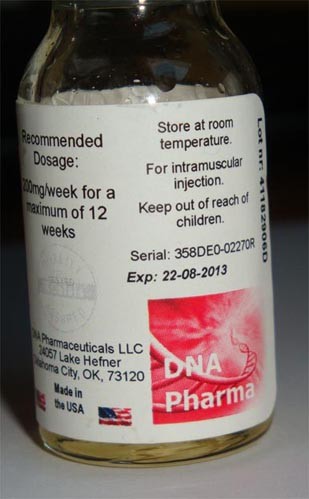 Recommended
Dosage:
200mg/week for a
maximum of 12
weeks
Store at room
temperature.
For intramuscular
injection.
Keep out of reach of
children.
Serial: 358DE0-02270R
Exp: 22-08-2013
Lot nr: 4182906D
DNA Pharmaceuticals LLC
24057 Lake Hefner
Oklahoma City, OK, 73120
Made in
the USA
DNA
Pharma